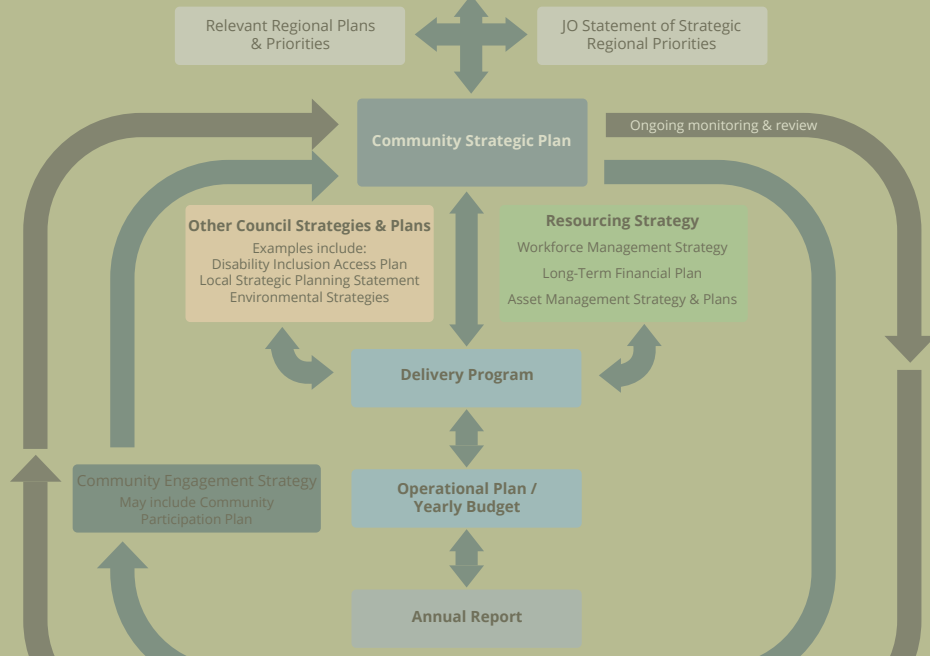 Relevant Regional Plans
& Priorities
JO Statement of Strategic
Regional Priorities
Community Strategic Plan
Ongoing monitoring & review
Other Council Strategies & Plans
Examples include:
Disability Inclusion Access Plan
Local Strategic Planning Statement
Environmental Strategies
Resourcing Strategy
Workforce Management Strategy
Long-Term Financial Plan
Asset Management Strategy & Plans
Delivery Program
Community Engagement Strategy
May include Community
Participation Plan
Operational Plan /
Yearly Budget
Annual Report